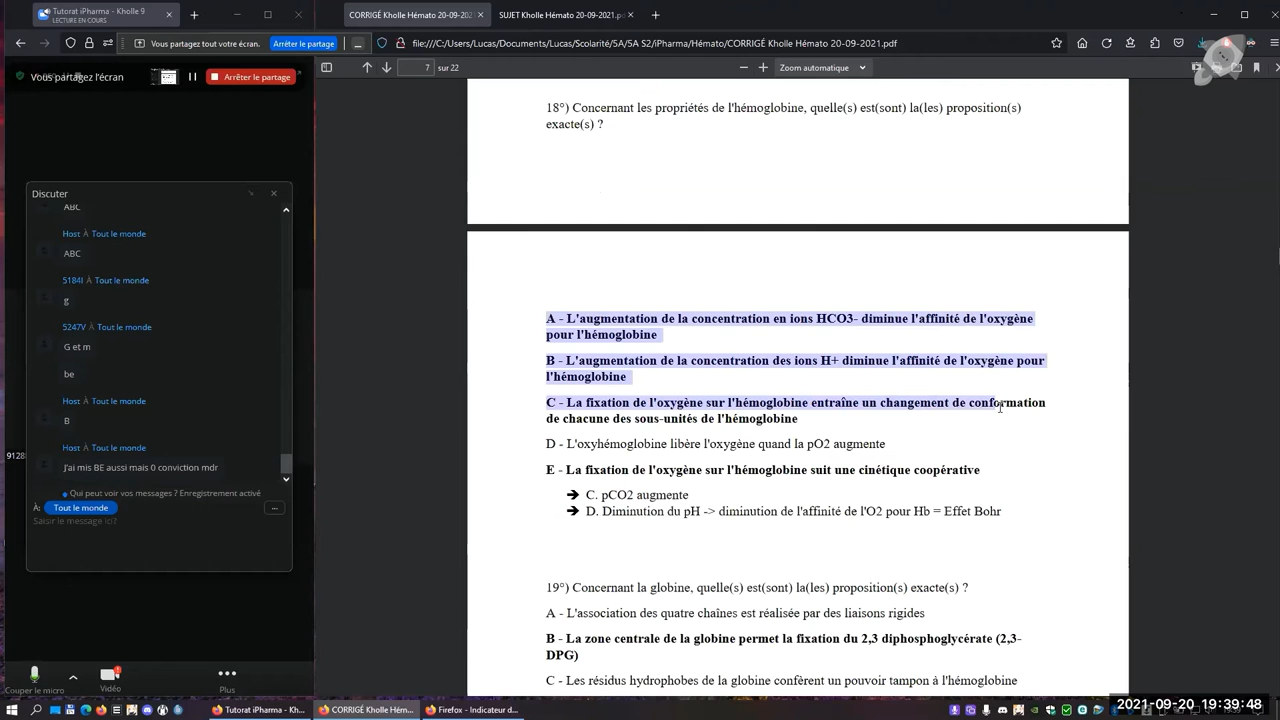 Tutorat iPharma - Kholle 9
LECTURE EN COURS
Vous partagez tout écran.
Arrêter le partage
...
Vous partagez l'écran
Arrêter le partage
Discuter
ABC
Host À Tout le monde
ABC
5184I À Tout le monde
g
5247V À Tout le monde
G et m
be
Host À Tout le monde
B
Host À Tout le monde
J'ai mis BE aussi mais 0 conviction mdr
Qui peut voir vos messages ? Enregistrement activé
À: Tout le monde
...
Saisir le message ici?
9128
Couper le micro
Vidéo
Plus
CORRIGÉ Kholle Hémato 20-09-2021
SUJET Kholle Hémato 20-09-2021.p
file:///C:/Users/Lucas/Documents/Lucas/Scolarité/5A/5A S2/iPharma/Hémato/CORRIGÉ Kholle Hémato 20-09-2021.pdf
7 sur 22
Zoom automatique
18°) Concernant les propriétés de l'hémoglobine, quelle(s) est(sont) la(les) proposition(s)
exacte(s) ?
A - L'augmentation de la concentration en ions HCO3- diminue l'affinité de l'oxygène
pour l'hémoglobine
B - L'augmentation de la concentration des ions H+ diminue l'affinité de l'oxygène pour
l'hémoglobine
C - La fixation de l'oxygène sur l'hémoglobine entraîne un changement de conformation
de chacune des sous-unités de l'hémoglobine
D - L'oxyhémoglobine libère l'oxygène quand la pO2 augmente
E - La fixation de l'oxygène sur l'hémoglobine suit une cinétique coopérative
➔ C. pCO2 augmente
➔ D. Diminution du pH -> diminution de l'affinité de l'O2 pour Hb = Effet Bohr
19°) Concernant la globine, quelle(s) est(sont) la(les) proposition(s) exacte(s) ?
A - L'association des quatre chaînes est réalisée par des liaisons rigides
B - La zone centrale de la globine permet la fixation du 2,3 diphosphoglycérate (2,3-
DPG)
C - Les résidus hydrophobes de la globine confèrent un pouvoir tampon à l'hémoglobine
Tutorat iPharma - Kh...
CORRIGÉ Kholle Hém...
Firefox - Indicateur d...
2021-09-20 19:39:48